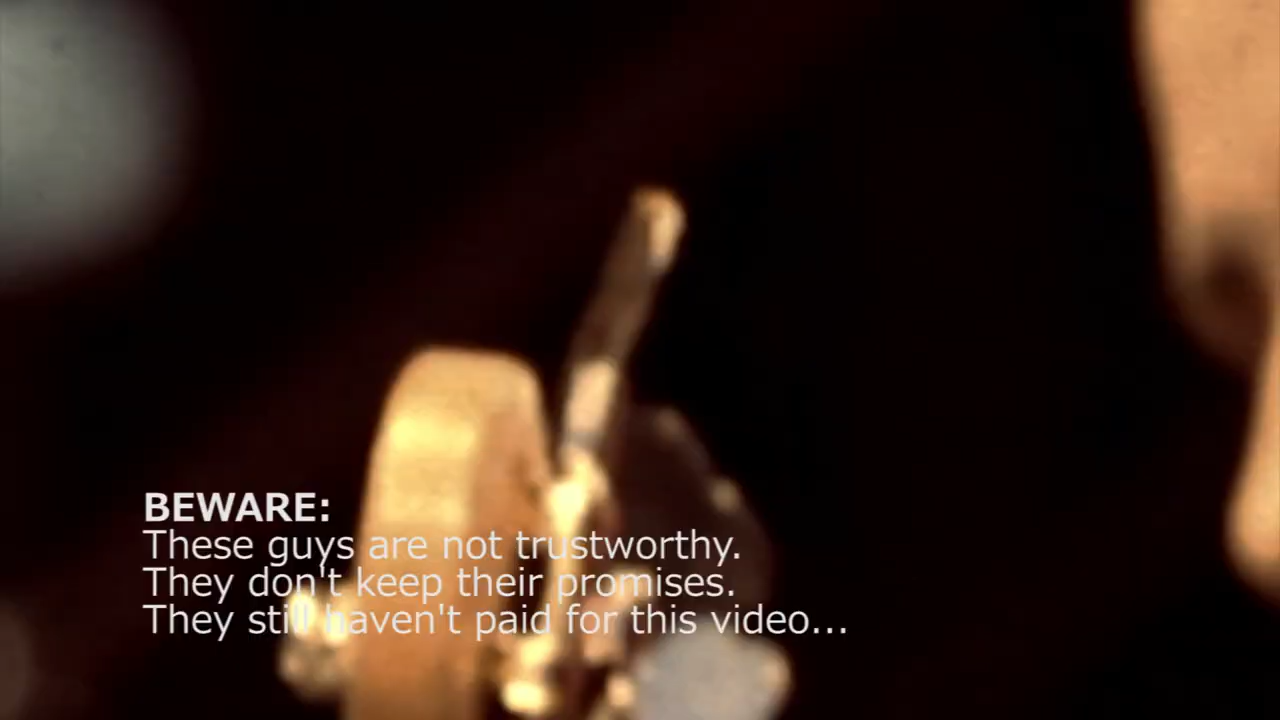 BEWARE:
These guys are not trustworthy.
They don't keep their promises.
They still haven't paid for this video...